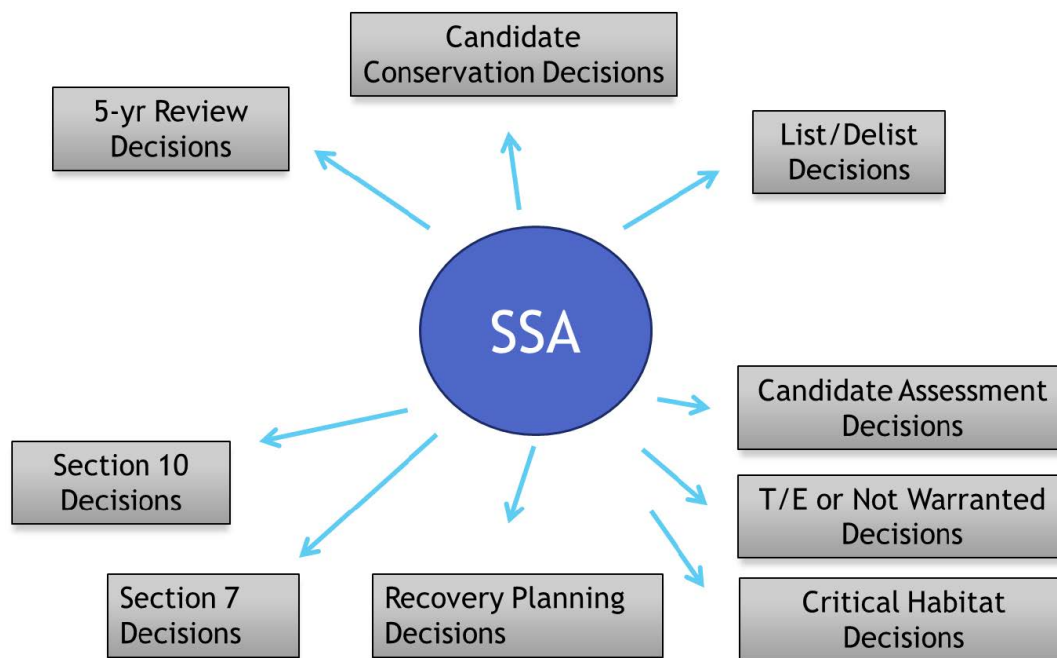 Candidate
Conservation Decisions
5-yr Review
Decisions
List/Delist
Decisions
SSA
Candidate Assessment
Decisions
Section 10
Decisions
T/E or Not Warranted
Decisions
Section 7
Decisions
Recovery Planning
Decisions
Critical Habitat
Decisions